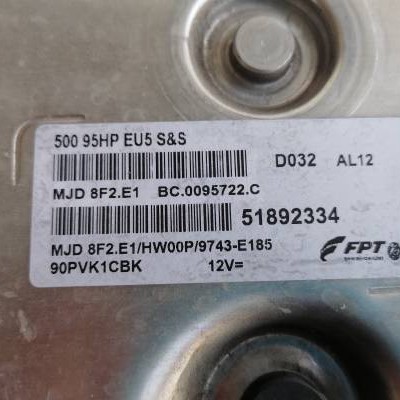 500 95HP EU5 S&S
D032 AL12
MJD 8F2.E1 BC.0095722.C
51892334
MJD 8F2.E1/HW00P/9743-E185
FPT
90PVK1CBK 12V=